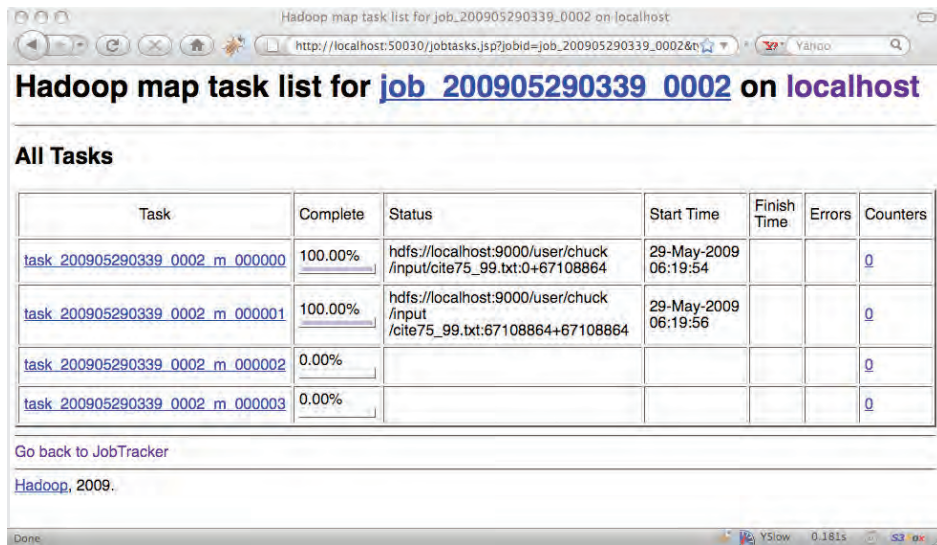 Hadoop map task list for job_200905290339_0002 on localhost
http://localhost:50030/jobtasks.jsp?jobid=job_200905290339_0002&ty
Yahoo
Hadoop map task list for job_200905290339_0002 on localhost
All Tasks
Task Complete Status Start Time Finish Time Errors Counters
task_200905290339_0002_m_000000 100.00% hdfs://localhost:9000/user/chuck
/input/cite75_99.txt:0+67108864 29-May-2009
06:19:54 0
task_200905290339_0002_m_000001 100.00% hdfs://localhost:9000/user/chuck
/input
/cite75_99.txt:67108864+67108864 29-May-2009
06:19:56 0
task_200905290339_0002_m_000002 0.00% 0
task_200905290339_0002_m_000003 0.00% 0
Go back to JobTracker
Hadoop, 2009.
Done YSlow 0.181s